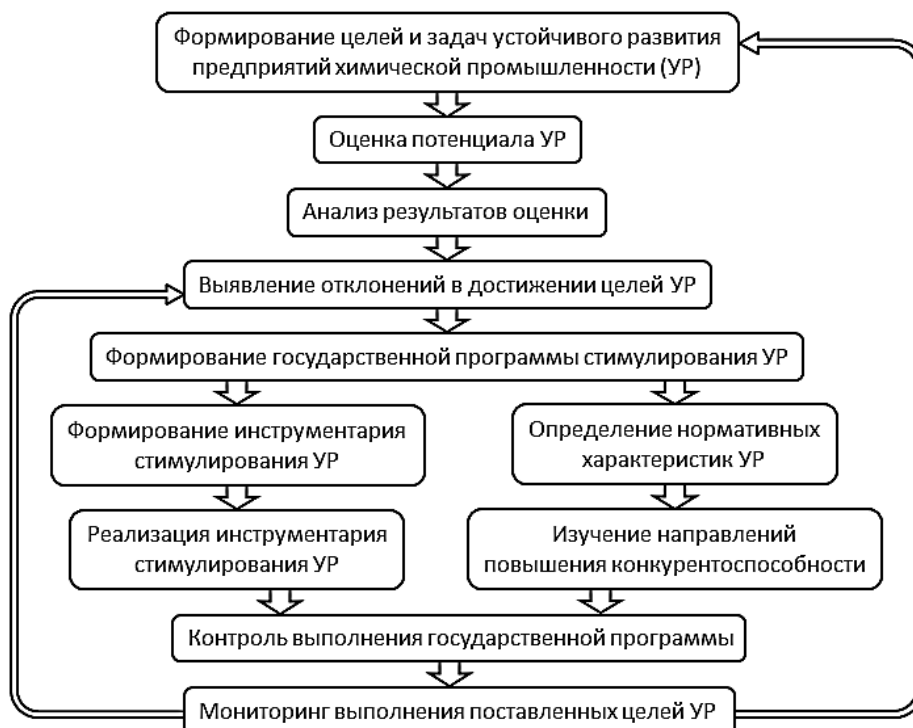 Формирование целей и задач устойчивого развития
предприятий химической промышленности (УР)
Оценка потенциала УР
Анализ результатов оценки
Выявление отклонений в достижении целей УР
Формирование государственной программы стимулирования УР
Формирование инструментария
стимулирования УР
Определение нормативных
характеристик УР
Реализация инструментария
стимулирования УР
Изучение направлений
повышения конкурентоспособности
Контроль выполнения государственной программы
Мониторинг выполнения поставленных целей УР